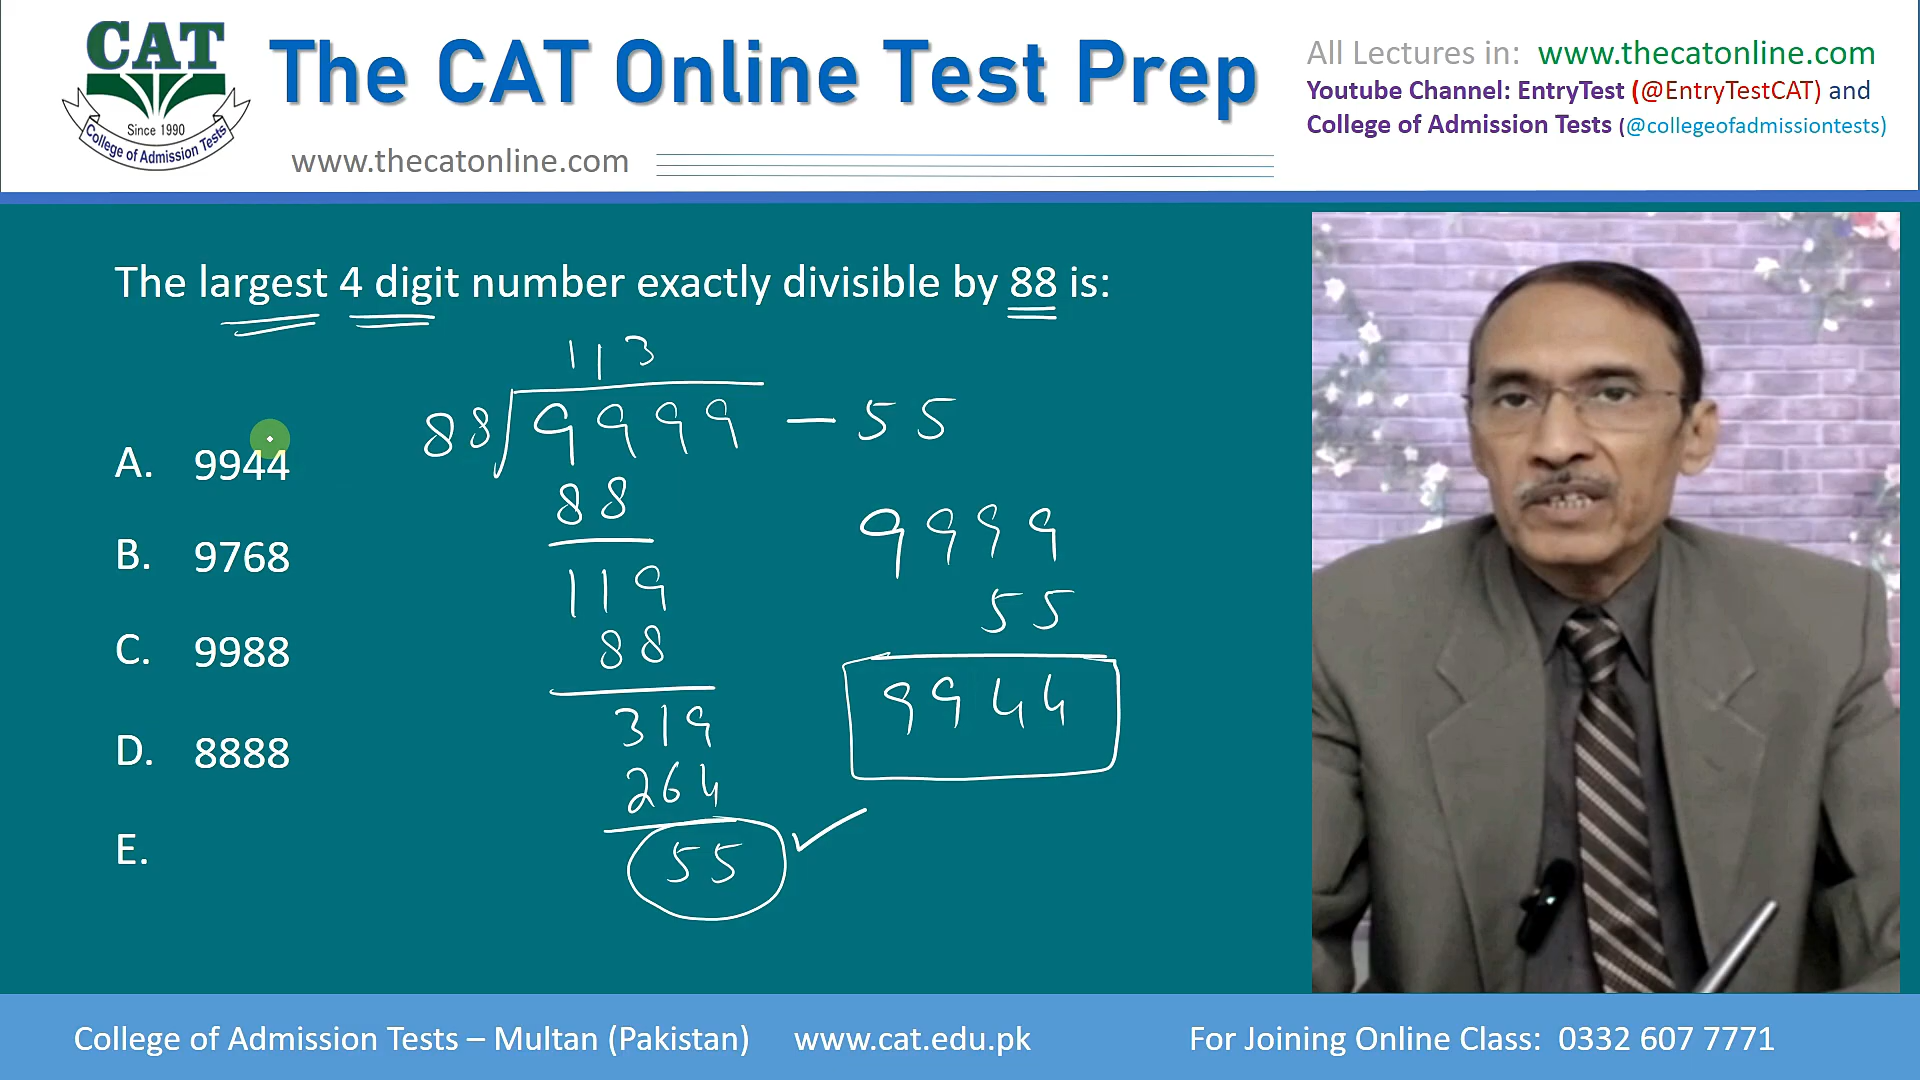 CAT
Since 1990
College of Admission Tests
The CAT Online Test Prep
www.thecatonline.com
All Lectures in: www.thecatonline.com
Youtube Channel: EntryTest (@EntryTestCAT) and
College of Admission Tests (@collegeofadmissiontests)
The largest 4 digit number exactly divisible by 88 is:
A. 9944
B. 9768
C. 9988
D. 8888
E.
113
88 9999 – 55
88
119
88
319
264
55
9999
55
9944
College of Admission Tests – Multan (Pakistan) www.cat.edu.pk For Joining Online Class: 0332 607 7771